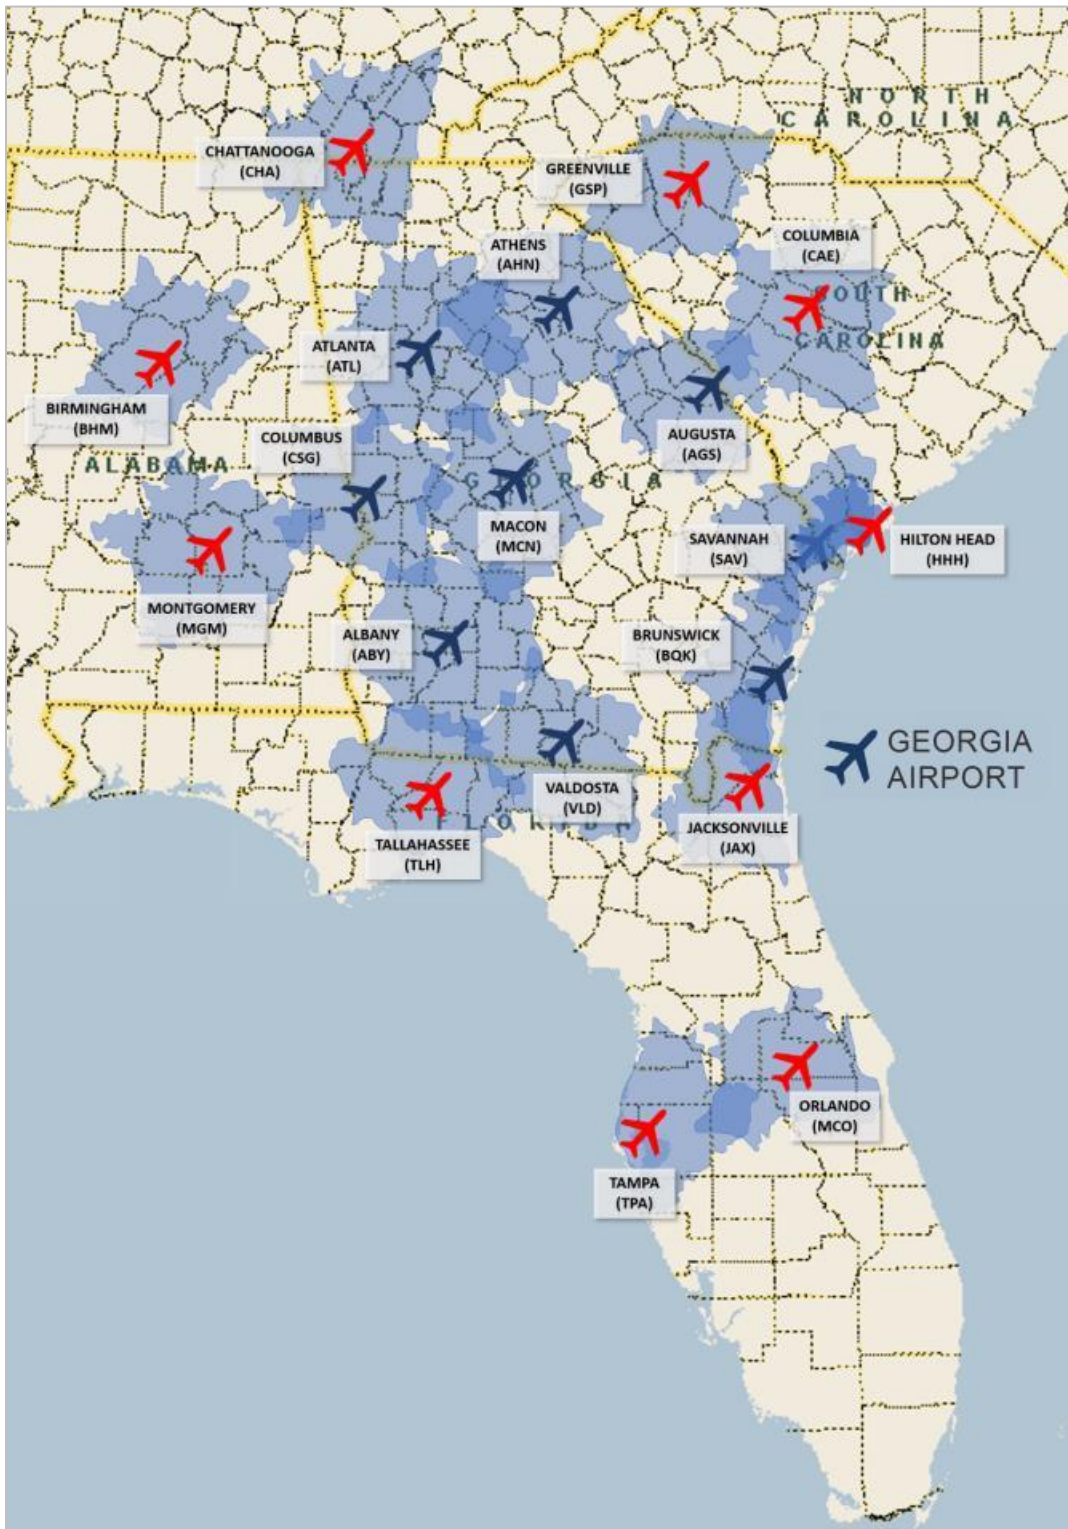 NORTH
CAROLINA
CHATTANOOGA
(CHA)
GREENVILLE
(GSP)
ATHENS
(AHN)
COLUMBIA
(CAE)
SOUTH
CAROLINA
ATLANTA
(ATL)
BIRMINGHAM
(BHM)
COLUMBUS
(CSG)
AUGUSTA
(AGS)
ALABAMA
GEORGIA
MACON
(MCN)
SAVANNAH
(SAV)
HILTON HEAD
(HHH)
MONTGOMERY
(MGM)
ALBANY
(ABY)
BRUNSWICK
(BQK)
GEORGIA
AIRPORT
VALDOSTA
(VLD)
FLORIDA
JACKSONVILLE
(JAX)
TALLAHASSEE
(TLH)
ORLANDO
(MCO)
TAMPA
(TPA)